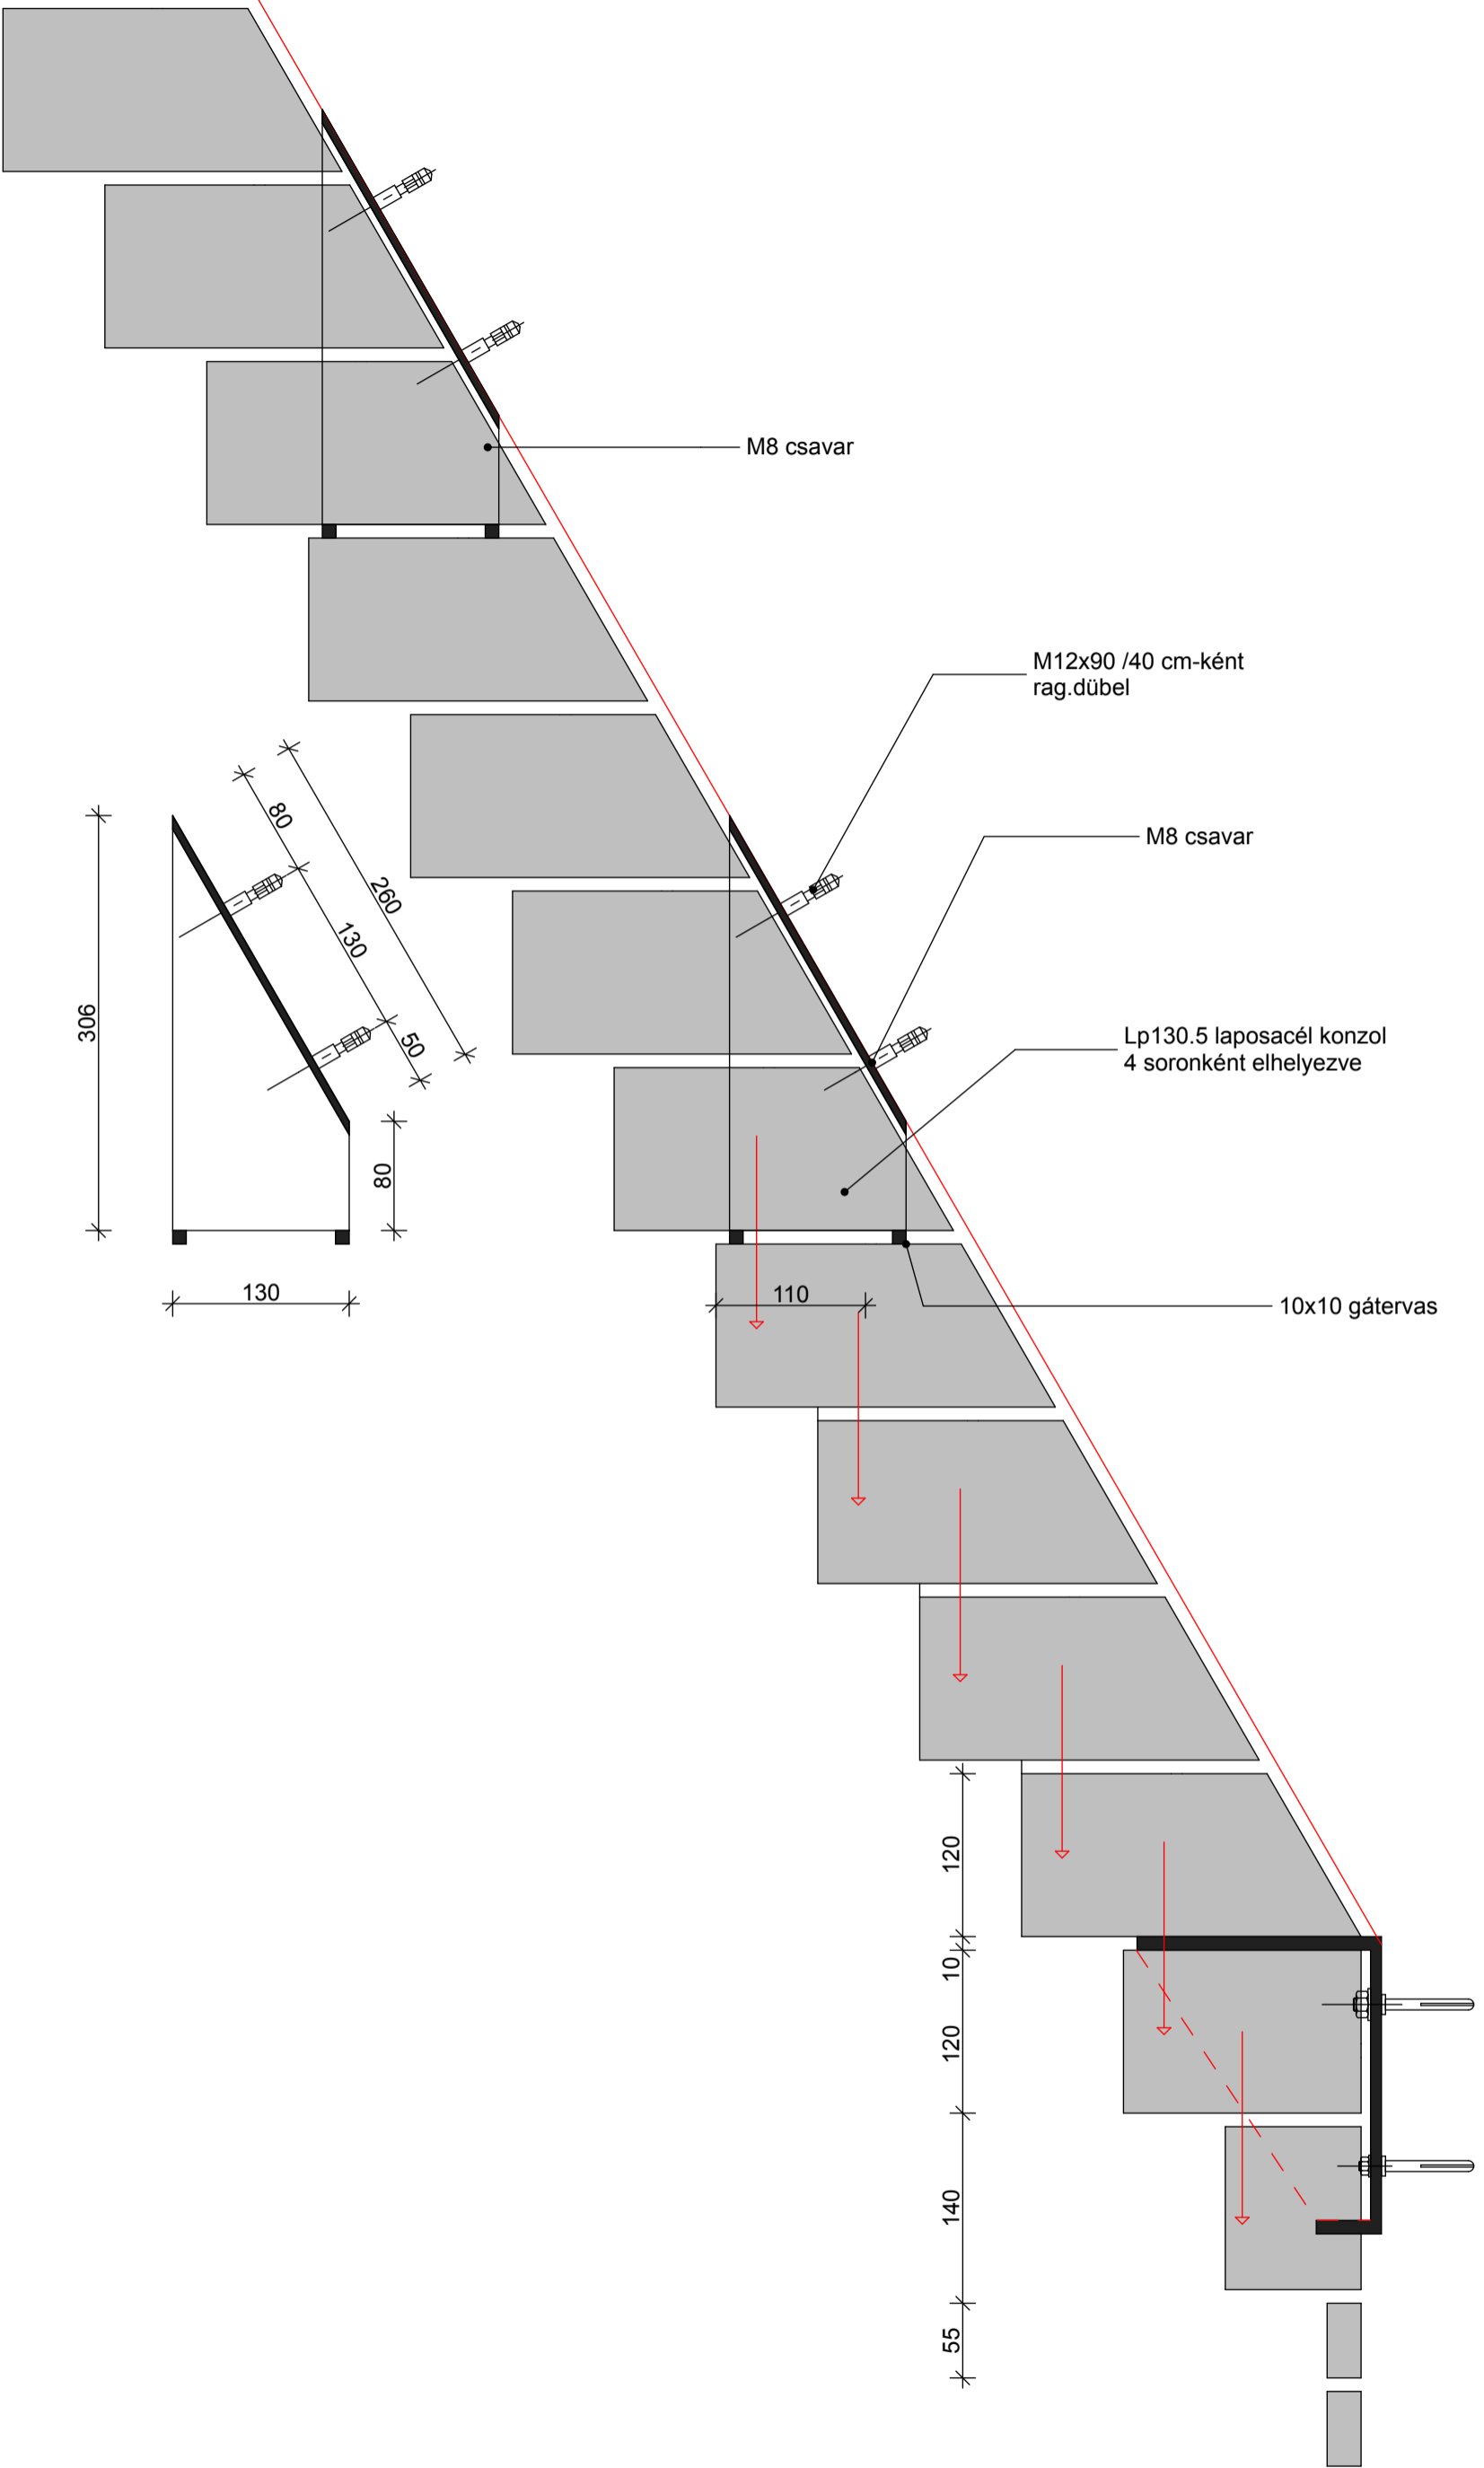 M8 csavar
M12x90 /40 cm-ként
rag.dübel
80
260
130
50
306
80
130
M8 csavar
Lp130.5 laposacél konzol
4 soronként elhelyezve
110
10x10 gátervas
120
10
120
140
55